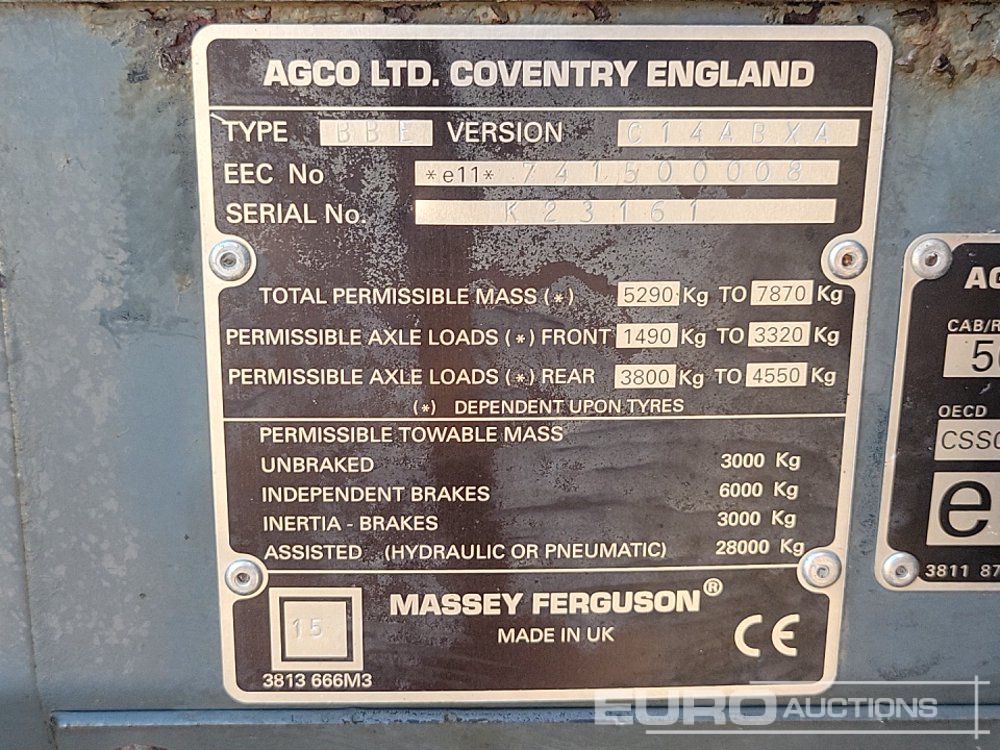 AGCO LTD. COVENTRY ENGLAND
TYPE BBE VERSION C14ABXA
EEC No *e11* 741500008
SERIAL No. K23161
TOTAL PERMISSIBLE MASS (*) 5290 Kg TO 7870 Kg
PERMISSIBLE AXLE LOADS (*) FRONT 1490 Kg TO 3320 Kg
PERMISSIBLE AXLE LOADS (*) REAR 3800 Kg TO 4550 Kg
(*) DEPENDENT UPON TYRES
PERMISSIBLE TOWABLE MASS
UNBRAKED 3000 Kg
INDEPENDENT BRAKES 6000 Kg
INERTIA - BRAKES 3000 Kg
ASSISTED (HYDRAULIC OR PNEUMATIC) 28000 Kg
15
MASSEY FERGUSON®
MADE IN UK
CE
3813 666M3
CAB/R
OECD
e
3811 87
EURO AUCTIONS